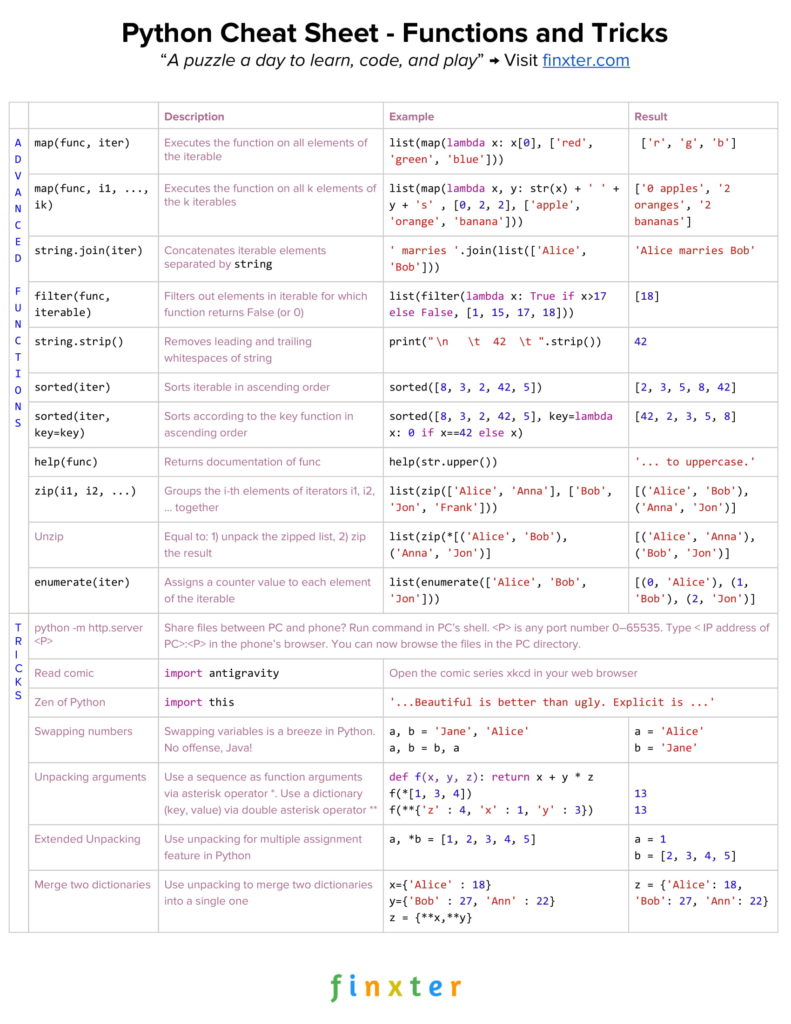 Python Cheat Sheet - Functions and Tricks
“A puzzle a day to learn, code, and play” → Visit finxter.com
Description Example Result
ADVANCED FUNCTIONS
map(func, iter)
Executes the function on all elements of
the iterable
list(map(lambda x: x[0], ['red',
'green', 'blue']))
['r', 'g', 'b']
map(func, i1, ...,
ik)
Executes the function on all k elements of
the k iterables
list(map(lambda x, y: str(x) + ' ' +
y + 's' , [0, 2, 2], ['apple',
'orange', 'banana']))
['0 apples', '2
oranges', '2
bananas']
string.join(iter)
Concatenates iterable elements
separated by string
' marries '.join(list(['Alice',
'Bob']))
'Alice marries Bob'
filter(func,
iterable)
Filters out elements in iterable for which
function returns False (or 0)
list(filter(lambda x: True if x>17
else False, [1, 15, 17, 18]))
[18]
string.strip()
Removes leading and trailing
whitespaces of string
print("\n   \t  42  \t ".strip())
42
sorted(iter)
Sorts iterable in ascending order
sorted([8, 3, 2, 42, 5])
[2, 3, 5, 8, 42]
sorted(iter,
key=key)
Sorts according to the key function in
ascending order
sorted([8, 3, 2, 42, 5], key=lambda
x: 0 if x==42 else x)
[42, 2, 3, 5, 8]
help(func)
Returns documentation of func
help(str.upper())
'... to uppercase.'
zip(i1, i2, ...)
Groups the i-th elements of iterators i1, i2,
… together
list(zip(['Alice', 'Anna'], ['Bob',
'Jon', 'Frank']))
[('Alice', 'Bob'),
('Anna', 'Jon')]
Unzip
Equal to: 1) unpack the zipped list, 2) zip
the result
list(zip(*[('Alice', 'Bob'),
('Anna', 'Jon')]
[('Alice', 'Anna'),
('Bob', 'Jon')]
enumerate(iter)
Assigns a counter value to each element
of the iterable
list(enumerate(['Alice', 'Bob',
'Jon']))
[(0, 'Alice'), (1,
'Bob'), (2, 'Jon')]
TRICKS
python -m http.server
<P>
Share files between PC and phone? Run command in PC’s shell. <P> is any port number 0–65535. Type < IP address of
PC>:<P> in the phone’s browser. You can now browse the files in the PC directory.
Read comic
import antigravity
Open the comic series xkcd in your web browser
Zen of Python
import this
'...Beautiful is better than ugly. Explicit is ...'
Swapping numbers
Swapping variables is a breeze in Python.
No offense, Java!
a, b = 'Jane', 'Alice'
a, b = b, a
a = 'Alice'
b = 'Jane'
Unpacking arguments
Use a sequence as function arguments
via asterisk operator *. Use a dictionary
(key, value) via double asterisk operator **
def f(x, y, z): return x + y * z
f(*[1, 3, 4])
f(**{'z' : 4, 'x' : 1, 'y' : 3})
13
13
Extended Unpacking
Use unpacking for multiple assignment
feature in Python
a, *b = [1, 2, 3, 4, 5]
a = 1
b = [2, 3, 4, 5]
Merge two dictionaries
Use unpacking to merge two dictionaries
into a single one
x={'Alice' : 18}
y={'Bob' : 27, 'Ann' : 22}
z = {**x,**y}
z = {'Alice': 18,
'Bob': 27, 'Ann': 22}
finxter